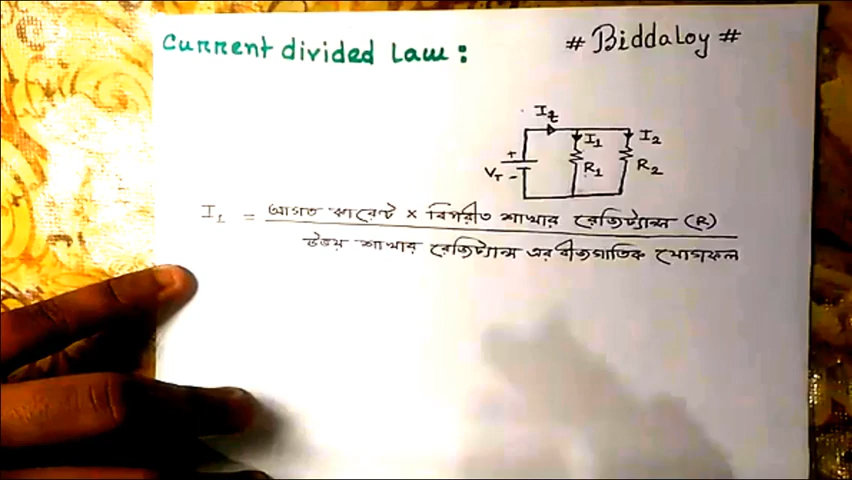 Current divided Law :
# Biddaloy #
It
I1
I2
VT
+
-
R1
R2
I1 = আগত কারেন্ট × বিপরীত শাখার রেজিট্যান্স (R)
উভয় শাখার রেজিট্যান্স এর বীজগাতিক যোগফল